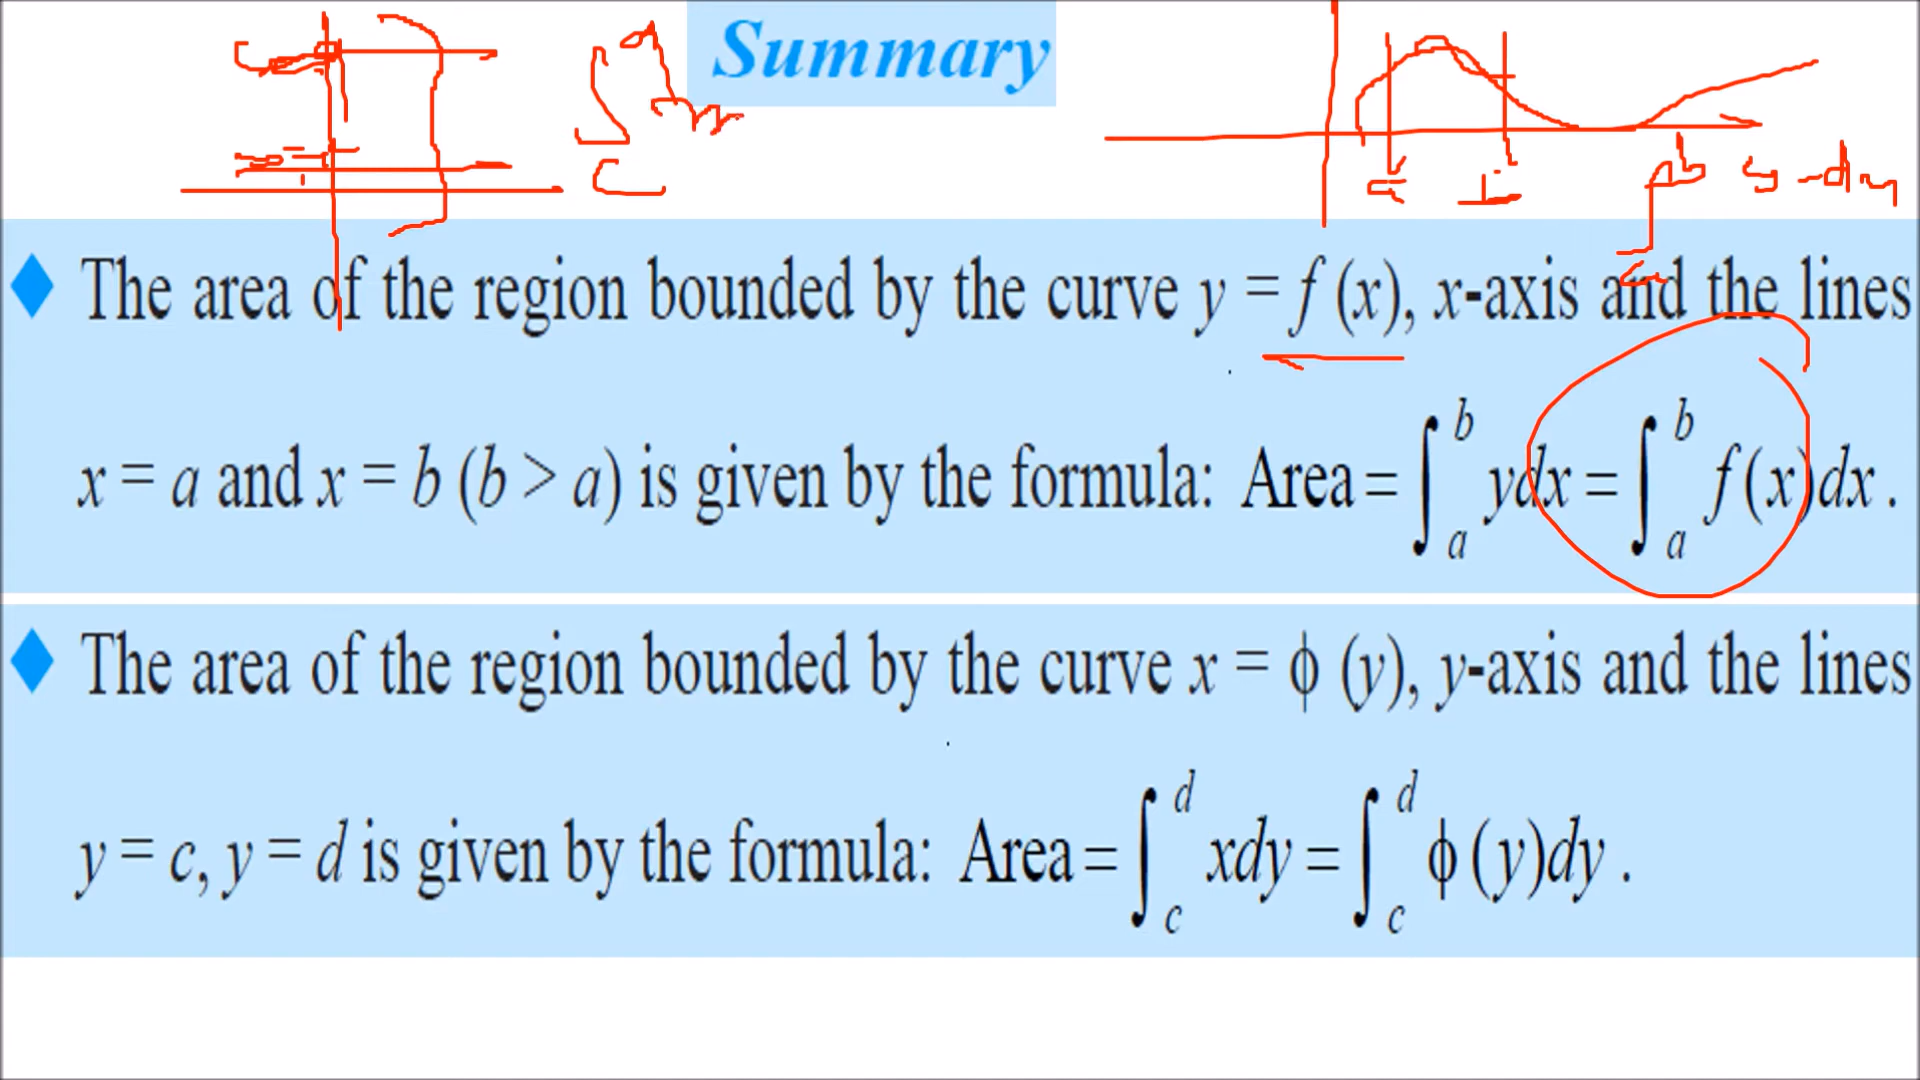 Summary
The area of the region bounded by the curve y = f (x), x-axis and the lines
x = a and x = b (b > a) is given by the formula: Area = ∫_a^b ydx = ∫_a^b f (x)dx .
The area of the region bounded by the curve x = ϕ (y), y-axis and the lines
y = c, y = d is given by the formula: Area = ∫_c^d xdy = ∫_c^d ϕ (y)dy .